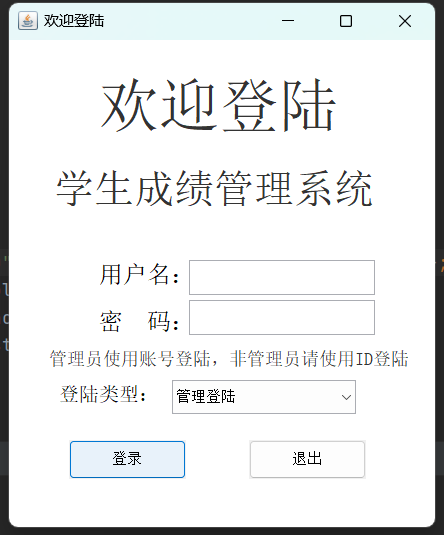 欢迎登陆
欢迎登陆
学生成绩管理系统
用户名：
密　码：
管理员使用账号登陆，非管理员请使用ID登陆
登陆类型： 管理登陆
登录 退出